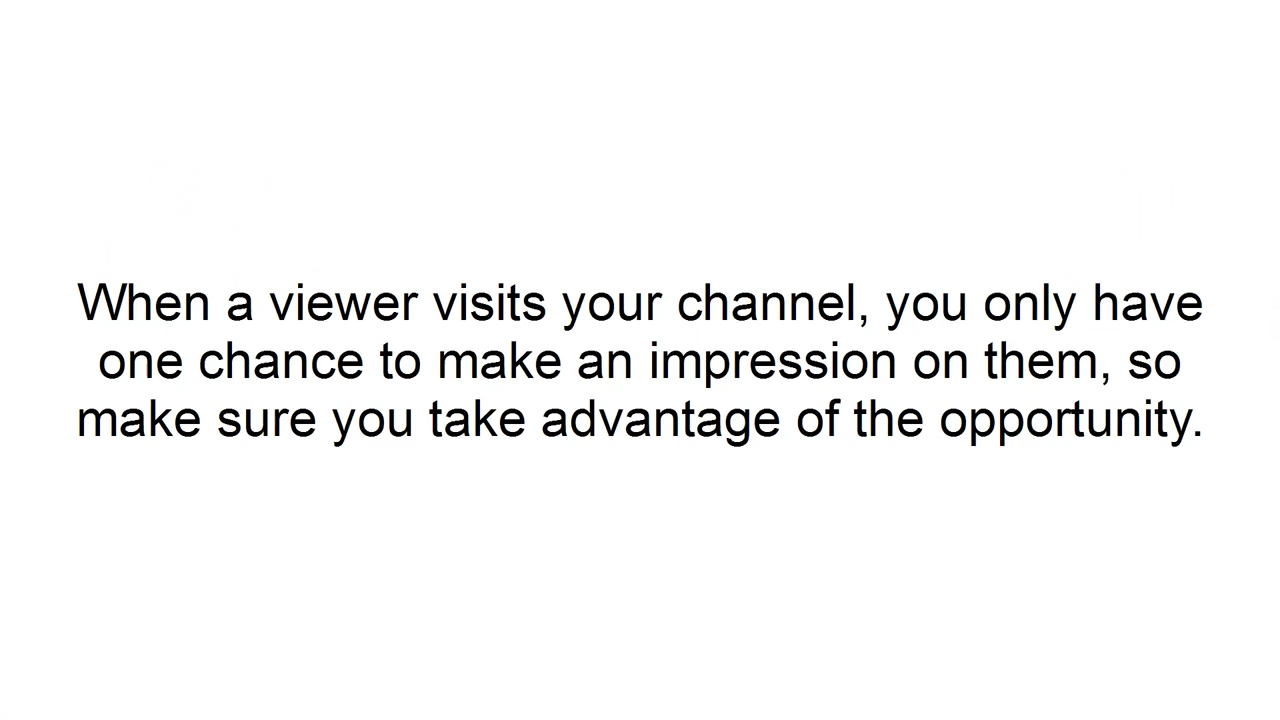 When a viewer visits your channel, you only have
one chance to make an impression on them, so
make sure you take advantage of the opportunity.